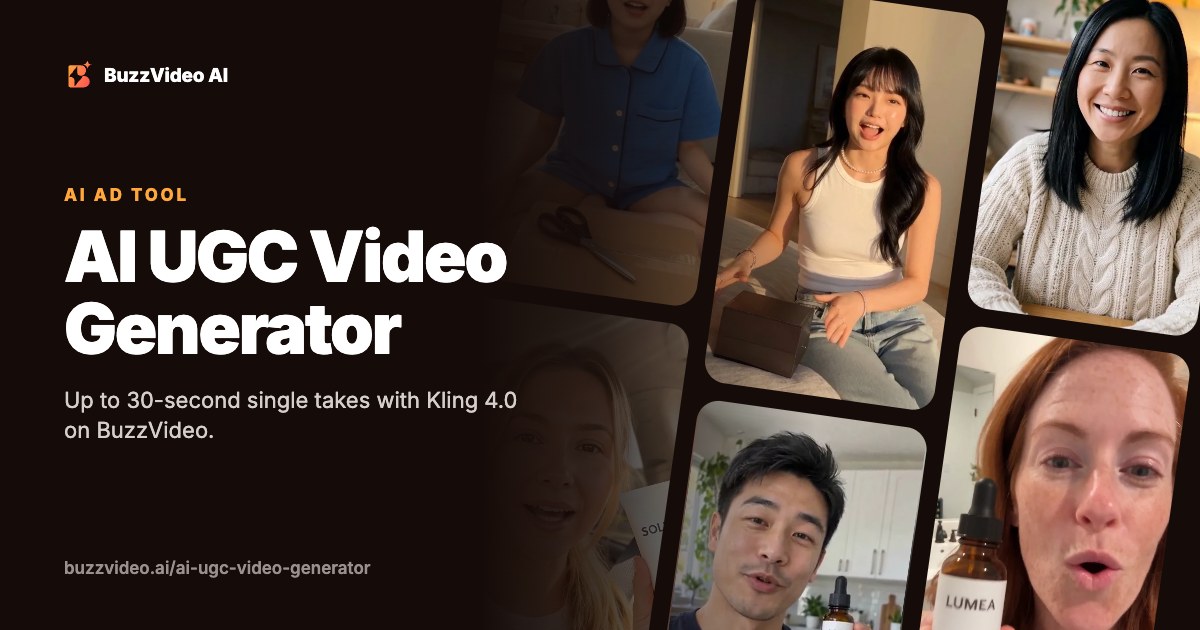 BuzzVideo AI
AI AD TOOL
AI UGC Video
Generator
Up to 30-second single takes with Kling 4.0
on BuzzVideo.
buzzvideo.ai/ai-ugc-video-generator
SOL
LUMEA